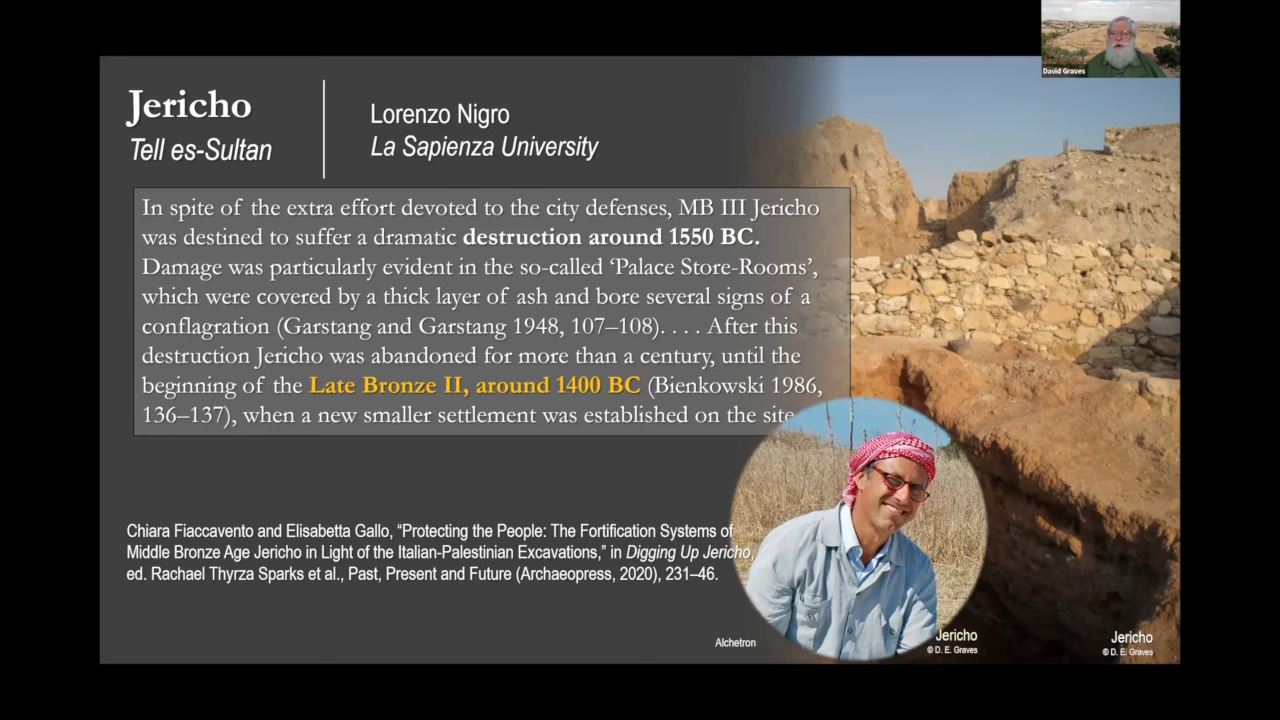 David Graves
Jericho
Tell es-Sultan
Lorenzo Nigro
La Sapienza University
In spite of the extra effort devoted to the city defenses, MB III Jericho
was destined to suffer a dramatic destruction around 1550 BC.
Damage was particularly evident in the so-called ‘Palace Store-Rooms’,
which were covered by a thick layer of ash and bore several signs of a
conflagration (Garstang and Garstang 1948, 107–108). . . . After this
destruction Jericho was abandoned for more than a century, until the
beginning of the Late Bronze II, around 1400 BC (Bienkowski 1986,
136–137), when a new smaller settlement was established on the site
Chiara Fiaccavento and Elisabetta Gallo, “Protecting the People: The Fortification Systems of
Middle Bronze Age Jericho in Light of the Italian-Palestinian Excavations,” in Digging Up Jericho,
ed. Rachael Thyrza Sparks et al., Past, Present and Future (Archaeopress, 2020), 231–46.
Alchetron
Jericho
© D. E. Graves
Jericho
© D. E. Graves